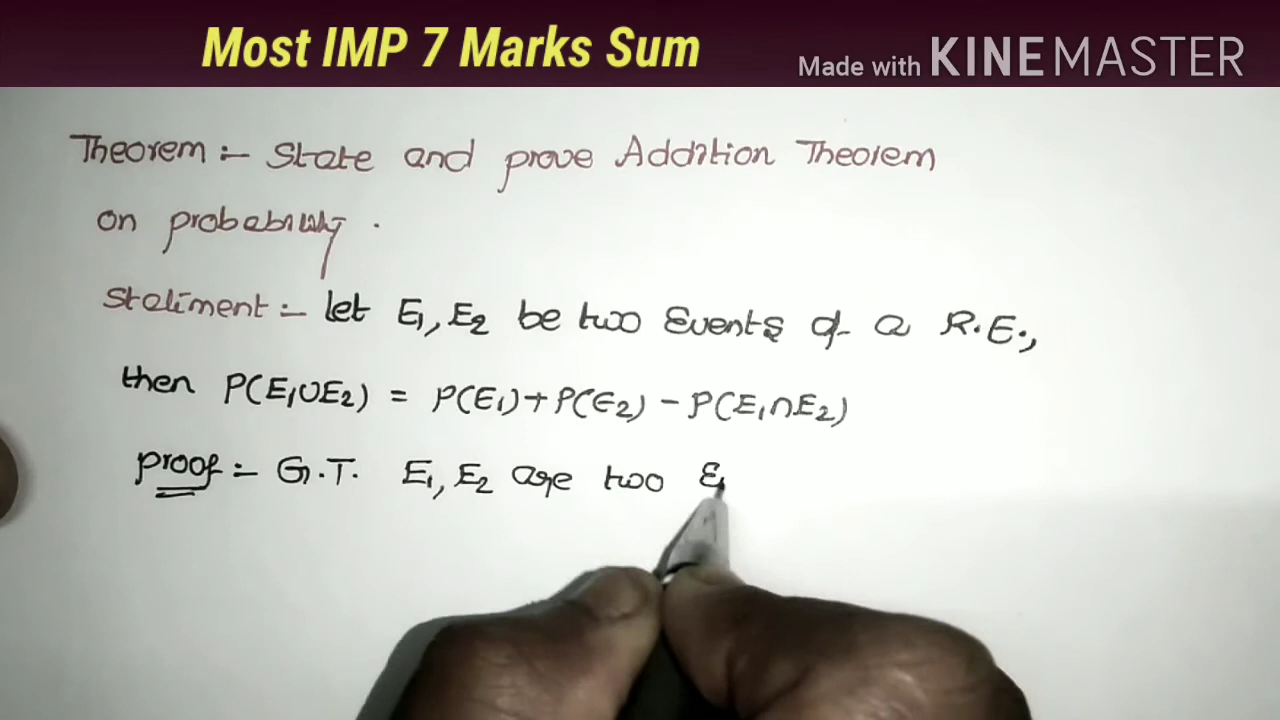 Most IMP 7 Marks Sum
Made with KINEMASTER
Theorem :- State and prove Addition Theorem
on probability.
Statiment :- let E1, E2 be two Events of a R.E.,
then P(E1∪E2) = P(E1) + P(E2) - P(E1∩E2)
proof :- G.T. E1, E2 are two E